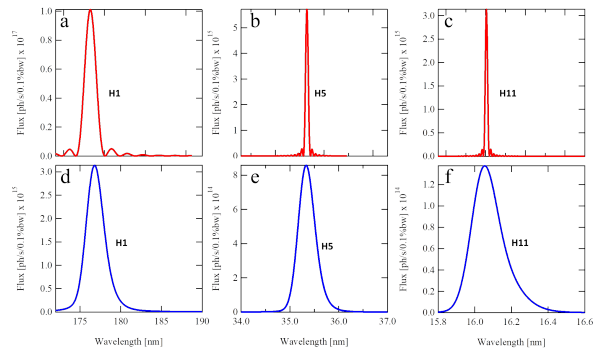 a
b
c
Flux [ph/s/0.1%bw] x 10^17
Flux [ph/s/0.1%bw] x 10^15
Flux [ph/s/0.1%bw] x 10^15
1.0
0.8
0.6
0.4
0.2
0.0
5
4
3
2
0
3.0
2.5
2.0
1.5
1.0
0.5
0.0
H1
H5
H11
d
e
f
Flux [ph/s/0.1%bw] x 10^15
Flux [ph/s/0.1%bw] x 10^14
Flux [ph/s/0.1%bw] x 10^14
3.0
2.5
2.0
1.5
1.0
0.5
0.0
8
6
4
2
0
1.2
1.0
0.8
0.6
0.4
0.2
0.0
H1
H5
H11
175 180 185 190
34.0 35.0 36.0 37.0
15.8 16.0 16.2 16.4 16.6
Wavelength [nm]
Wavelength [nm]
Wavelength [nm]